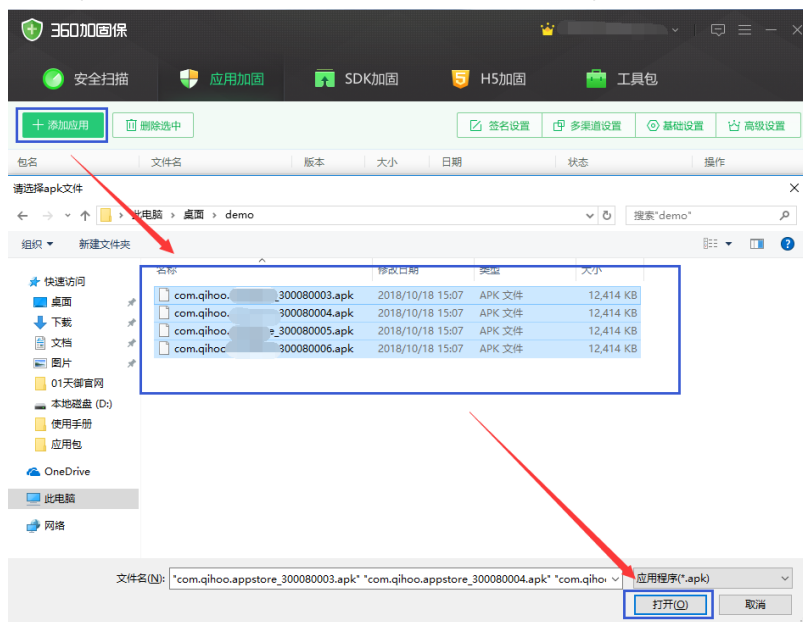 360加固保
安全扫描 应用加固 SDK加固 H5加固 工具包
添加应用 删除选中 签名设置 多渠道设置 基础设置 高级设置
包名 文件名 版本 大小 日期 状态 操作
请选择apk文件
此电脑 › 桌面 › demo 搜索"demo"
组织 新建文件夹
名称 修改日期 类型 大小
快速访问
桌面
下载
文档
图片
01天御官网
本地磁盘 (D:)
使用手册
应用包
OneDrive
此电脑
网络
com.qihoo. _300080003.apk 2018/10/18 15:07 APK 文件 12,414 KB
com.qihoo. 300080004.apk 2018/10/18 15:07 APK 文件 12,414 KB
com.qihoo. e_300080005.apk 2018/10/18 15:07 APK 文件 12,414 KB
com.qihoo 300080006.apk 2018/10/18 15:07 APK 文件 12,414 KB
文件名(N): "com.qihoo.appstore_300080003.apk" "com.qihoo.appstore_300080004.apk" "com.qiho 应用程序(*.apk)
打开(O) 取消